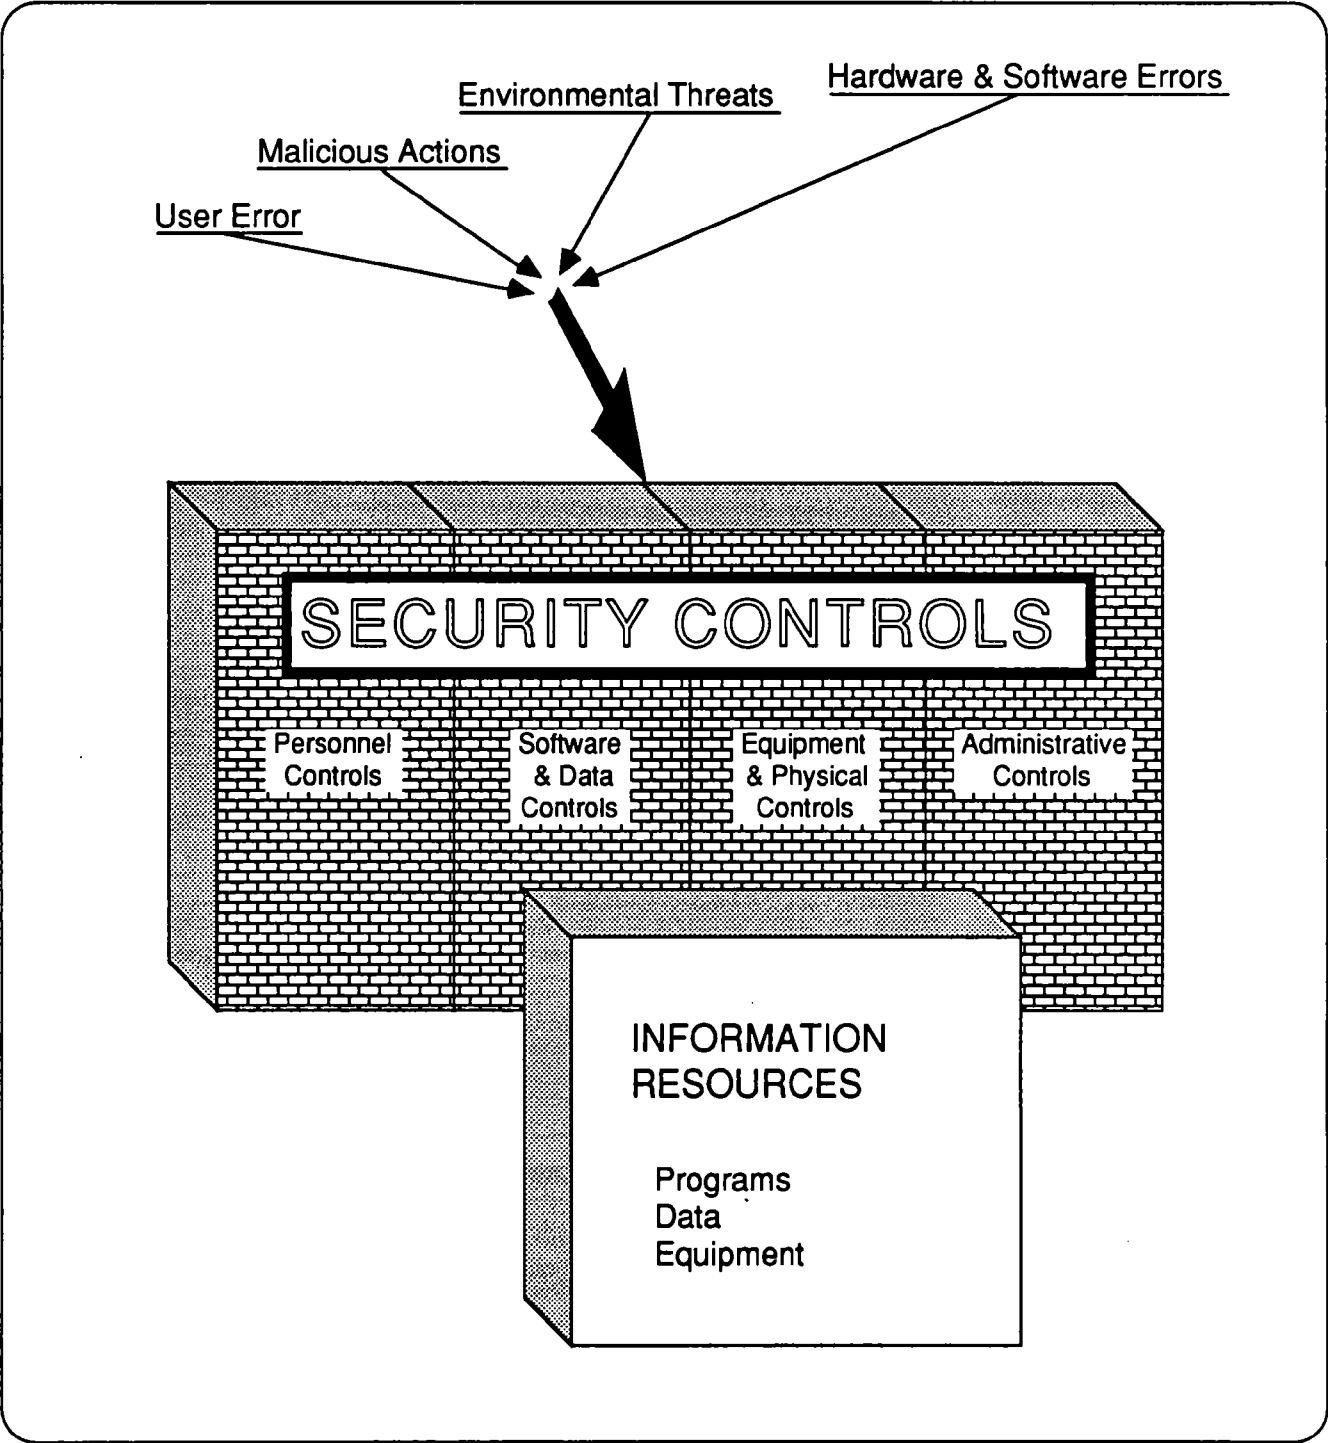 Hardware & Software Errors
Environmental Threats
Malicious Actions
User Error
SECURITY CONTROLS
Personnel
Controls
Software
& Data
Controls
Equipment
& Physical
Controls
Administrative
Controls
INFORMATION
RESOURCES
Programs
Data
Equipment